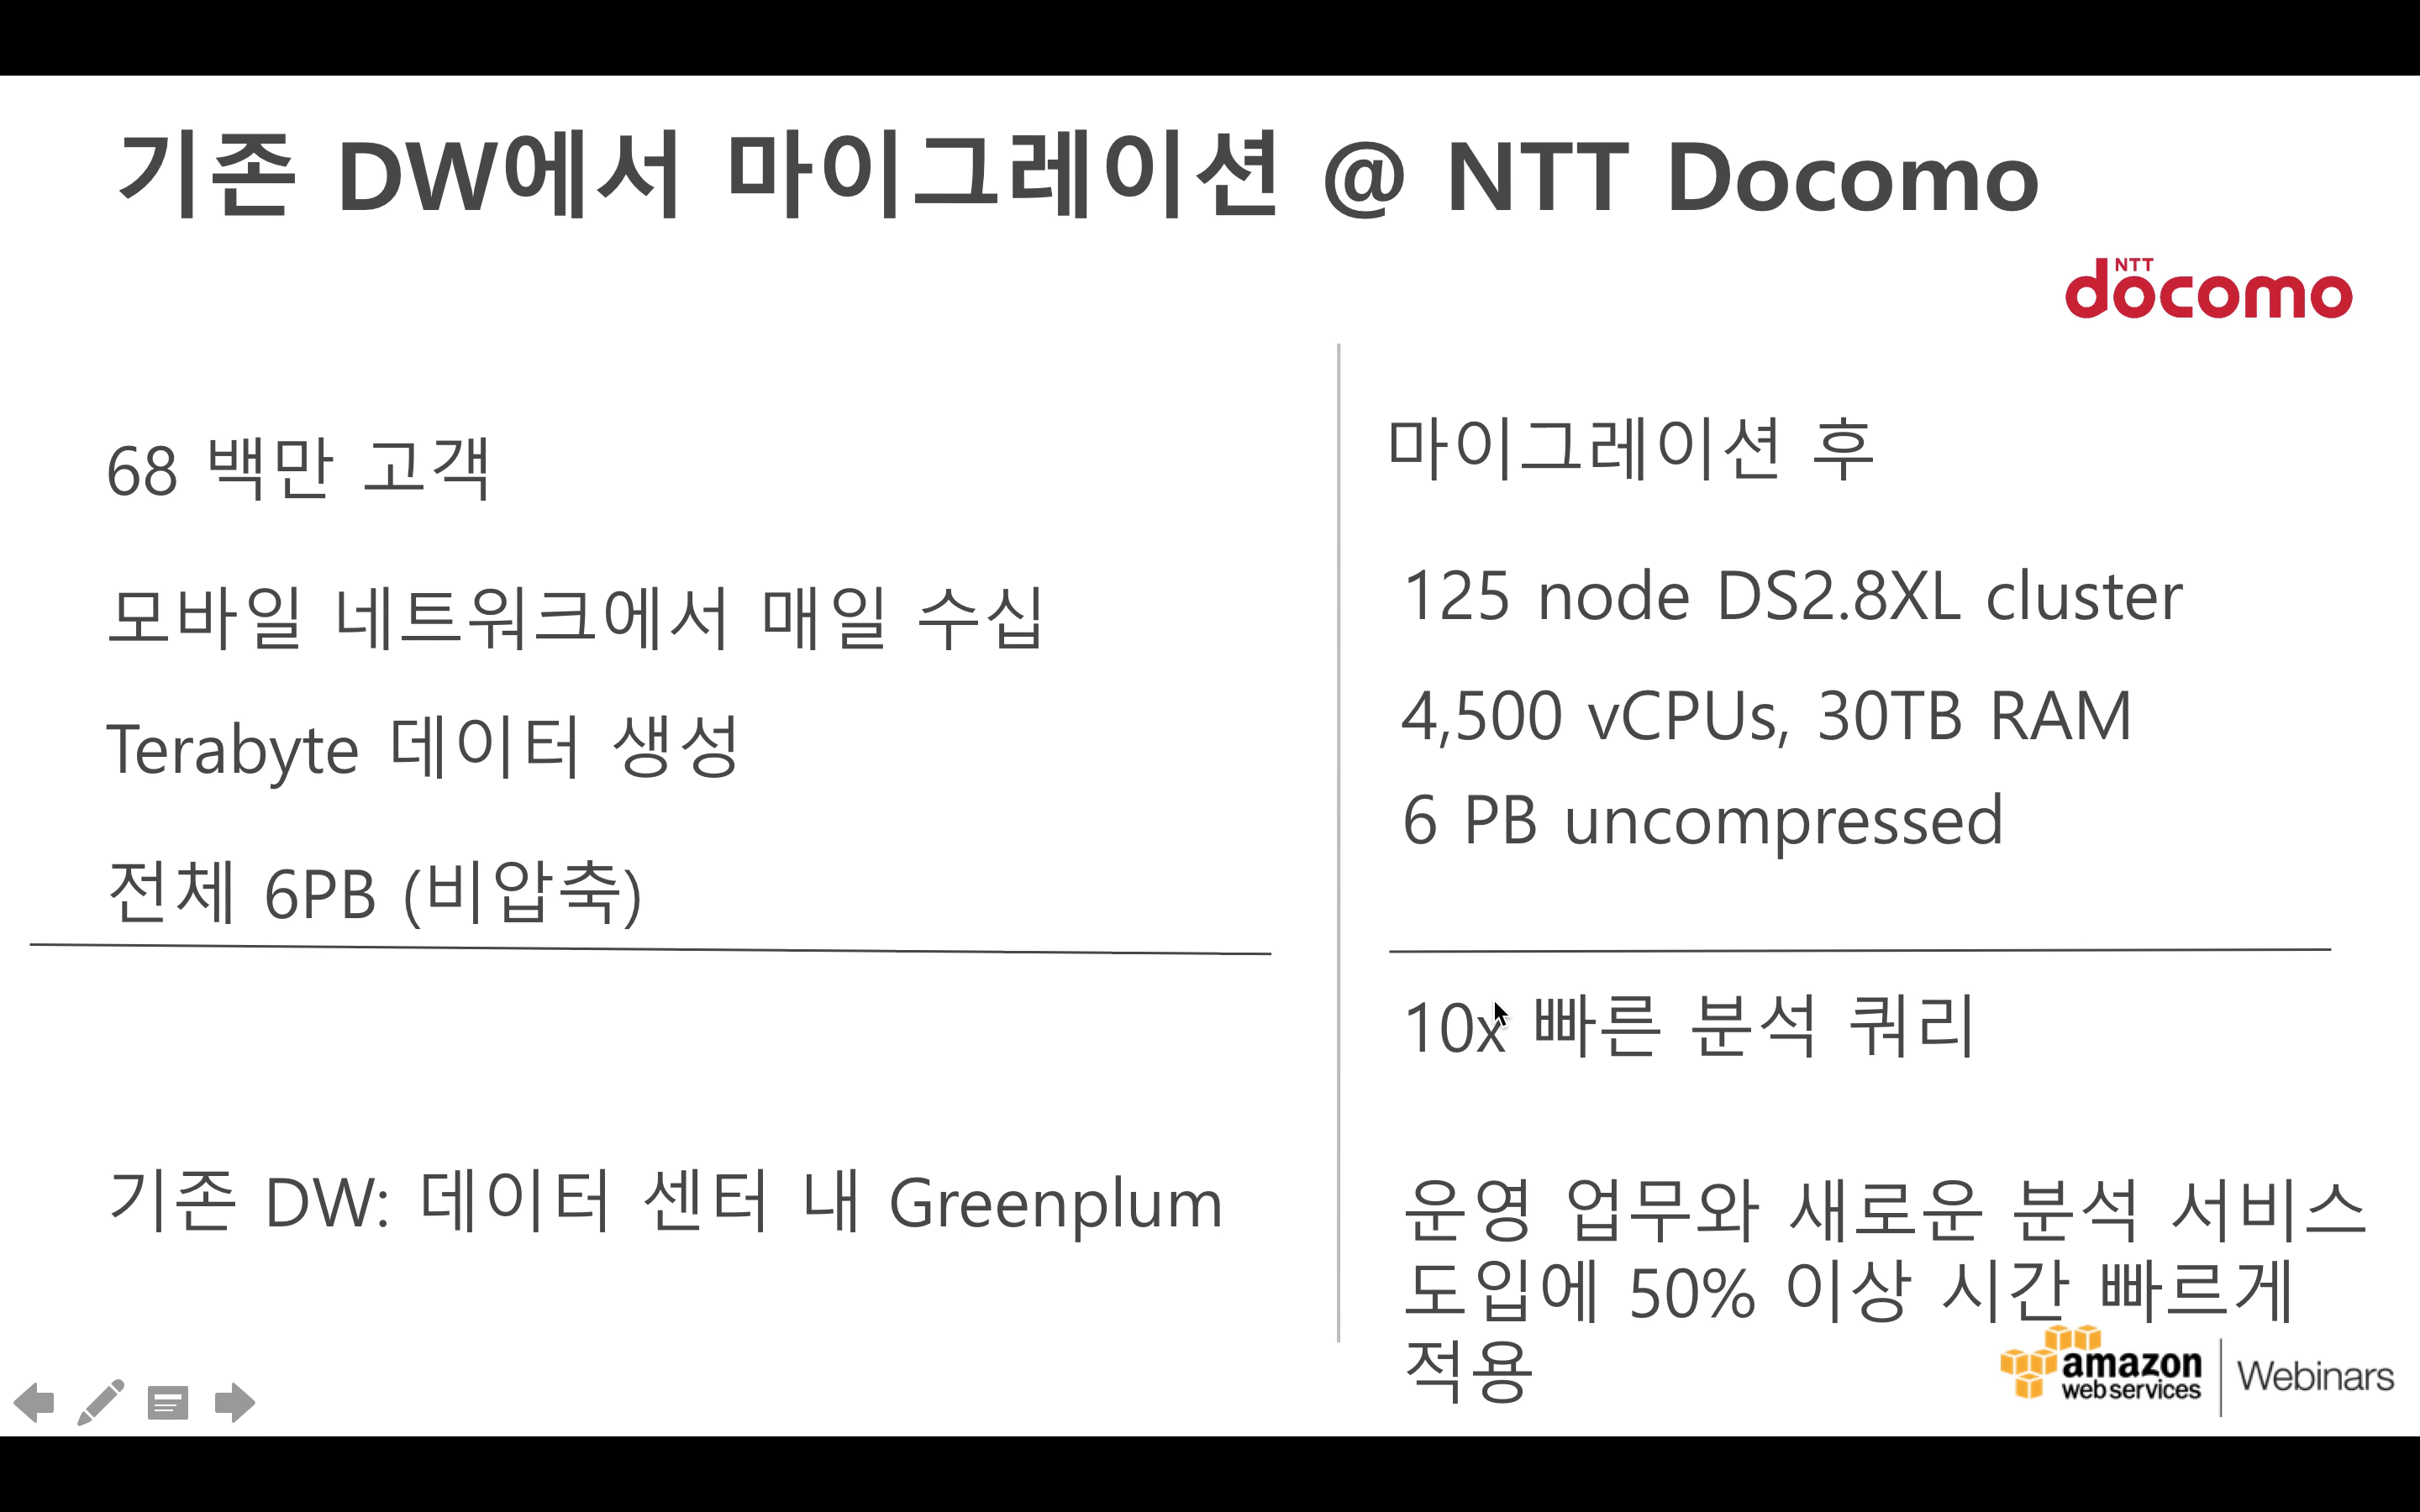 기존 DW에서 마이그레이션 @ NTT Docomo
NTT
docomo
68 백만 고객
모바일 네트워크에서 매일 수십
Terabyte 데이터 생성
전체 6PB (비압축)
기존 DW: 데이터 센터 내 Greenplum
마이그레이션 후
125 node DS2.8XL cluster
4,500 vCPUs, 30TB RAM
6 PB uncompressed
10x 빠른 분석 쿼리
운영 업무와 새로운 분석 서비스
도입에 50% 이상 시간 빠르게
적용
amazon
web services
Webinars